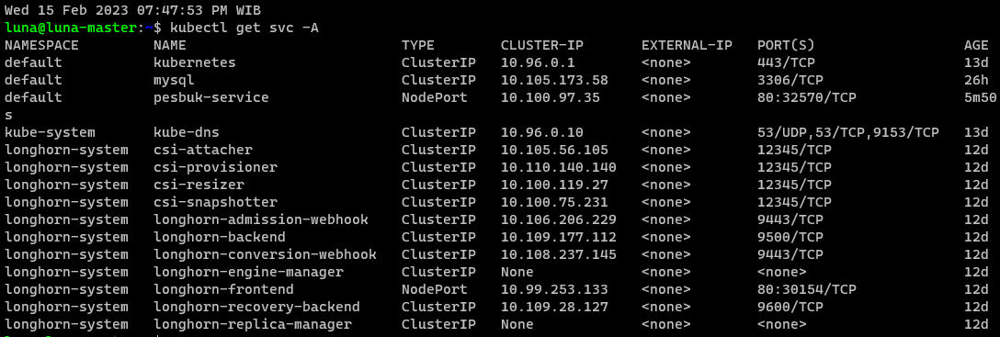 Wed 15 Feb 2023 07:47:53 PM WIB
luna@luna-master:~$ kubectl get svc -A
NAMESPACE NAME TYPE CLUSTER-IP EXTERNAL-IP PORT(S) AGE
default kubernetes ClusterIP 10.96.0.1 <none> 443/TCP 13d
default mysql ClusterIP 10.105.173.58 <none> 3306/TCP 26h
default pesbuk-service NodePort 10.100.97.35 <none> 80:32570/TCP 5m50
s
kube-system kube-dns ClusterIP 10.96.0.10 <none> 53/UDP,53/TCP,9153/TCP 13d
longhorn-system csi-attacher ClusterIP 10.105.56.105 <none> 12345/TCP 12d
longhorn-system csi-provisioner ClusterIP 10.110.140.140 <none> 12345/TCP 12d
longhorn-system csi-resizer ClusterIP 10.100.119.27 <none> 12345/TCP 12d
longhorn-system csi-snapshotter ClusterIP 10.100.75.231 <none> 12345/TCP 12d
longhorn-system longhorn-admission-webhook ClusterIP 10.106.206.229 <none> 9443/TCP 12d
longhorn-system longhorn-backend ClusterIP 10.109.177.112 <none> 9500/TCP 12d
longhorn-system longhorn-conversion-webhook ClusterIP 10.108.237.145 <none> 9443/TCP 12d
longhorn-system longhorn-engine-manager ClusterIP None <none> <none> 12d
longhorn-system longhorn-frontend NodePort 10.99.253.133 <none> 80:30154/TCP 12d
longhorn-system longhorn-recovery-backend ClusterIP 10.109.28.127 <none> 9600/TCP 12d
longhorn-system longhorn-replica-manager ClusterIP None <none> <none> 12d